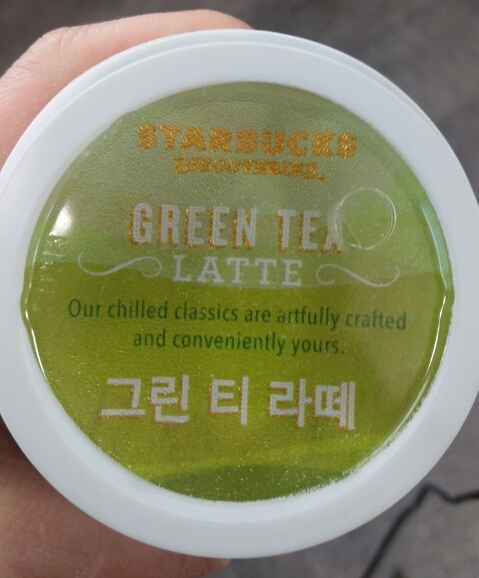 STARBUCKS
DISCOVERIES®
GREEN TEA
LATTE
Our chilled classics are artfully crafted
and conveniently yours.
그린 티 라떼